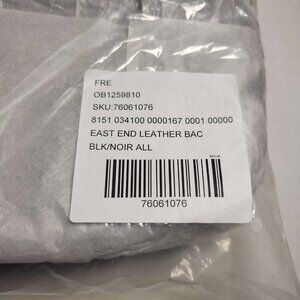 FRE
OB1259810
SKU:76061076
8151 034100 0000167 0001 00000
EAST END LEATHER BAC
BLK/NOIR ALL
76061076